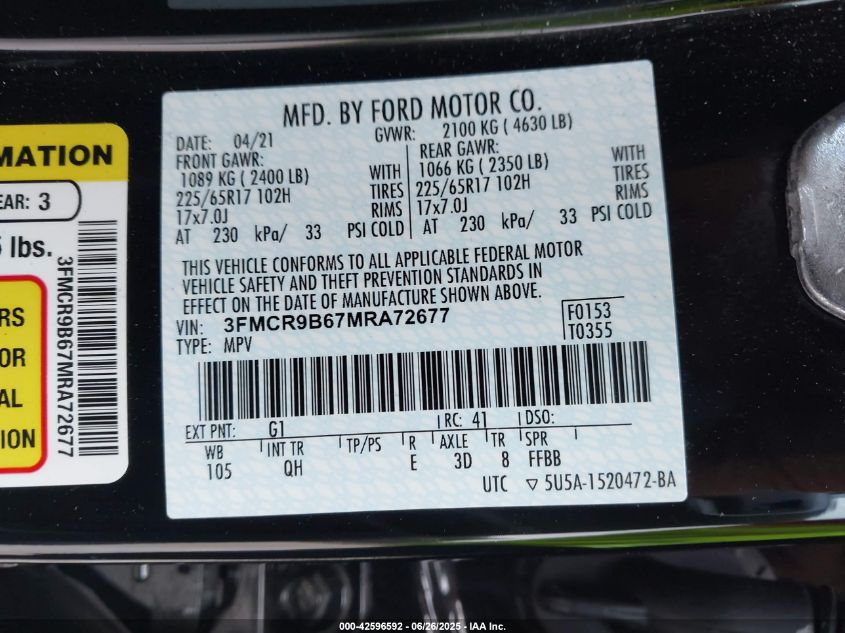 MFD. BY FORD MOTOR CO.
DATE: 04/21 GVWR: 2100 KG ( 4630 LB)
FRONT GAWR: REAR GAWR:
1089 KG ( 2400 LB) WITH 1066 KG ( 2350 LB) WITH
225/65R17 102H TIRES 225/65R17 102H TIRES
17x7.0J RIMS 17x7.0J RIMS
AT 230 kPa/ 33 PSI COLD AT 230 kPa/ 33 PSI COLD
THIS VEHICLE CONFORMS TO ALL APPLICABLE FEDERAL MOTOR
VEHICLE SAFETY AND THEFT PREVENTION STANDARDS IN
EFFECT ON THE DATE OF MANUFACTURE SHOWN ABOVE.
VIN: 3FMCR9B67MRA72677 F0153
TYPE: MPV T0355
EXT PNT: G1 RC: 41 DSO:
WB INT TR TP/PS R AXLE TR SPR
105 QH E 3D 8 FFBB
UTC ▽ 5U5A-1520472-BA
MATION
EAR: 3
lbs.
3FMCR9B67MRA72677
RS
OR
AL
TION
000-42596592 - 06/26/2025 - IAA Inc.